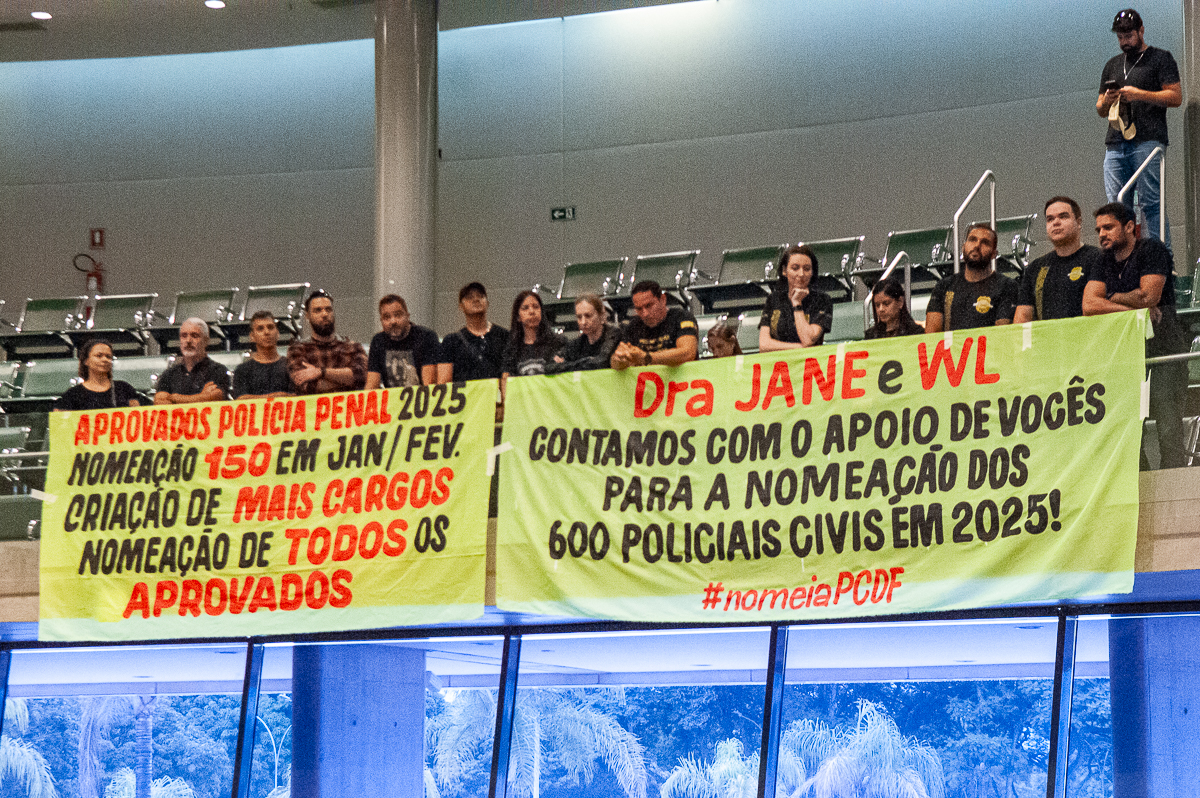 APROVADOS POLÍCIA PENAL 2025
NOMEAÇÃO 150 EM JAN/FEV.
CRIAÇÃO DE MAIS CARGOS
NOMEAÇÃO DE TODOS OS
APROVADOS
Dra JANE e WL
CONTAMOS COM O APOIO DE VOCÊS
PARA A NOMEAÇÃO DOS
600 POLICIAIS CIVIS EM 2025!
#nomeiaPCDF